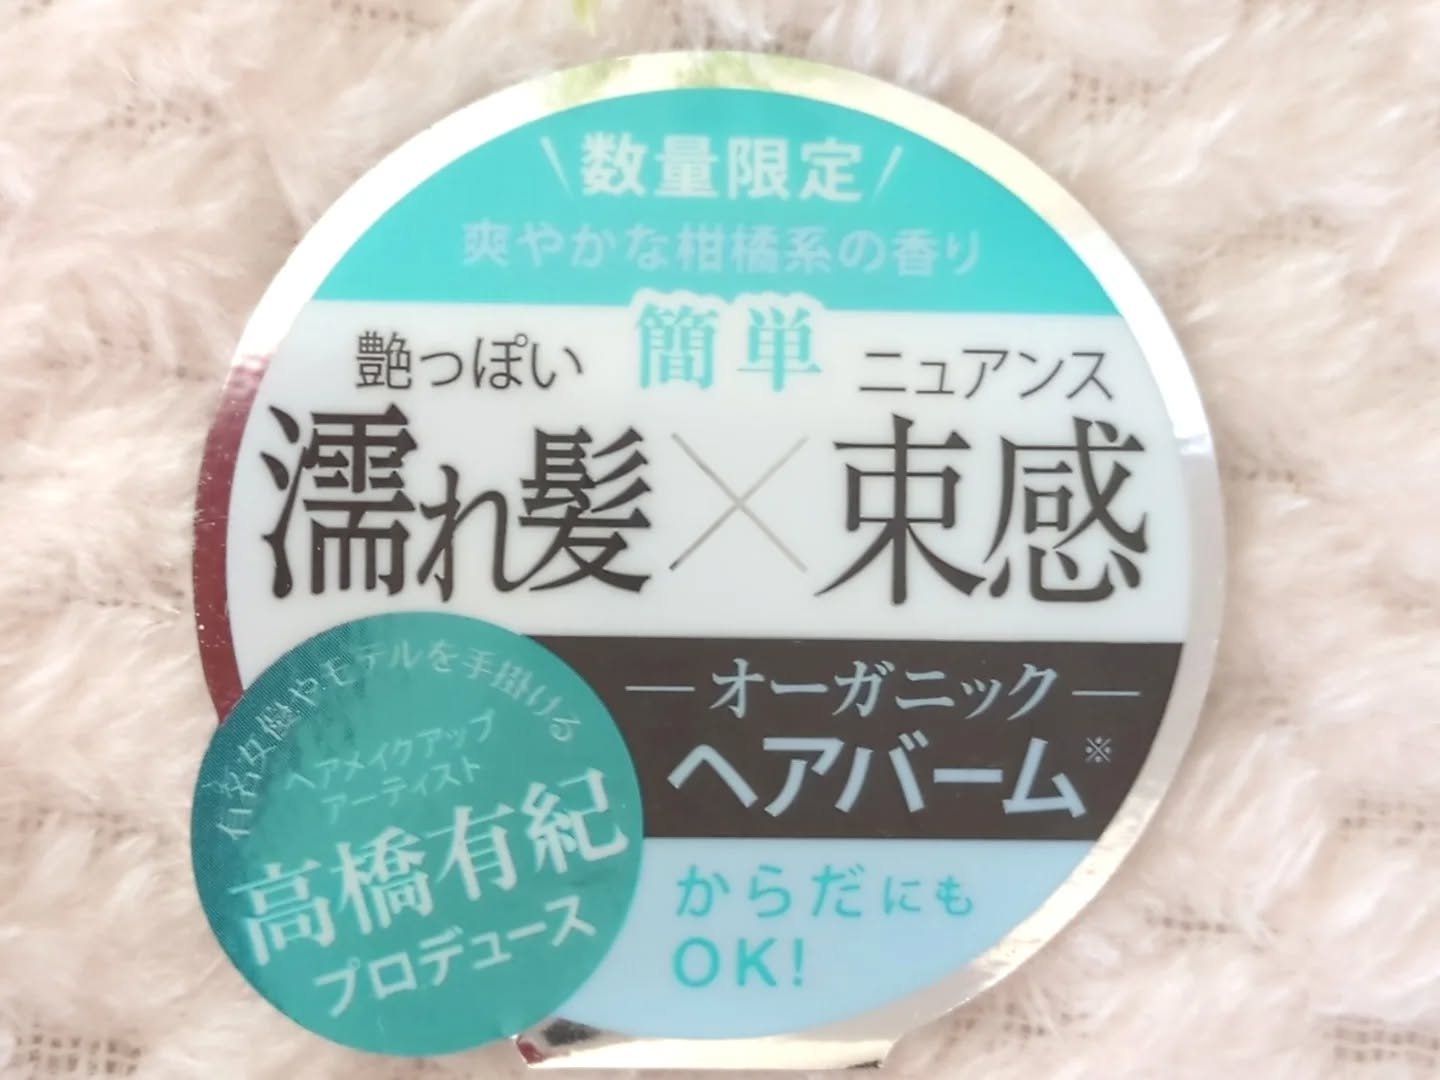 \数量限定/
爽やかな柑橘系の香り
艶っぽい 簡単 ニュアンス
濡れ髪×束感
―オーガニック―
ヘアバーム※
からだにも
OK!
有名女優やモデルを手掛ける
ヘアメイクアップ
アーティスト
高橋有紀
プロデュース